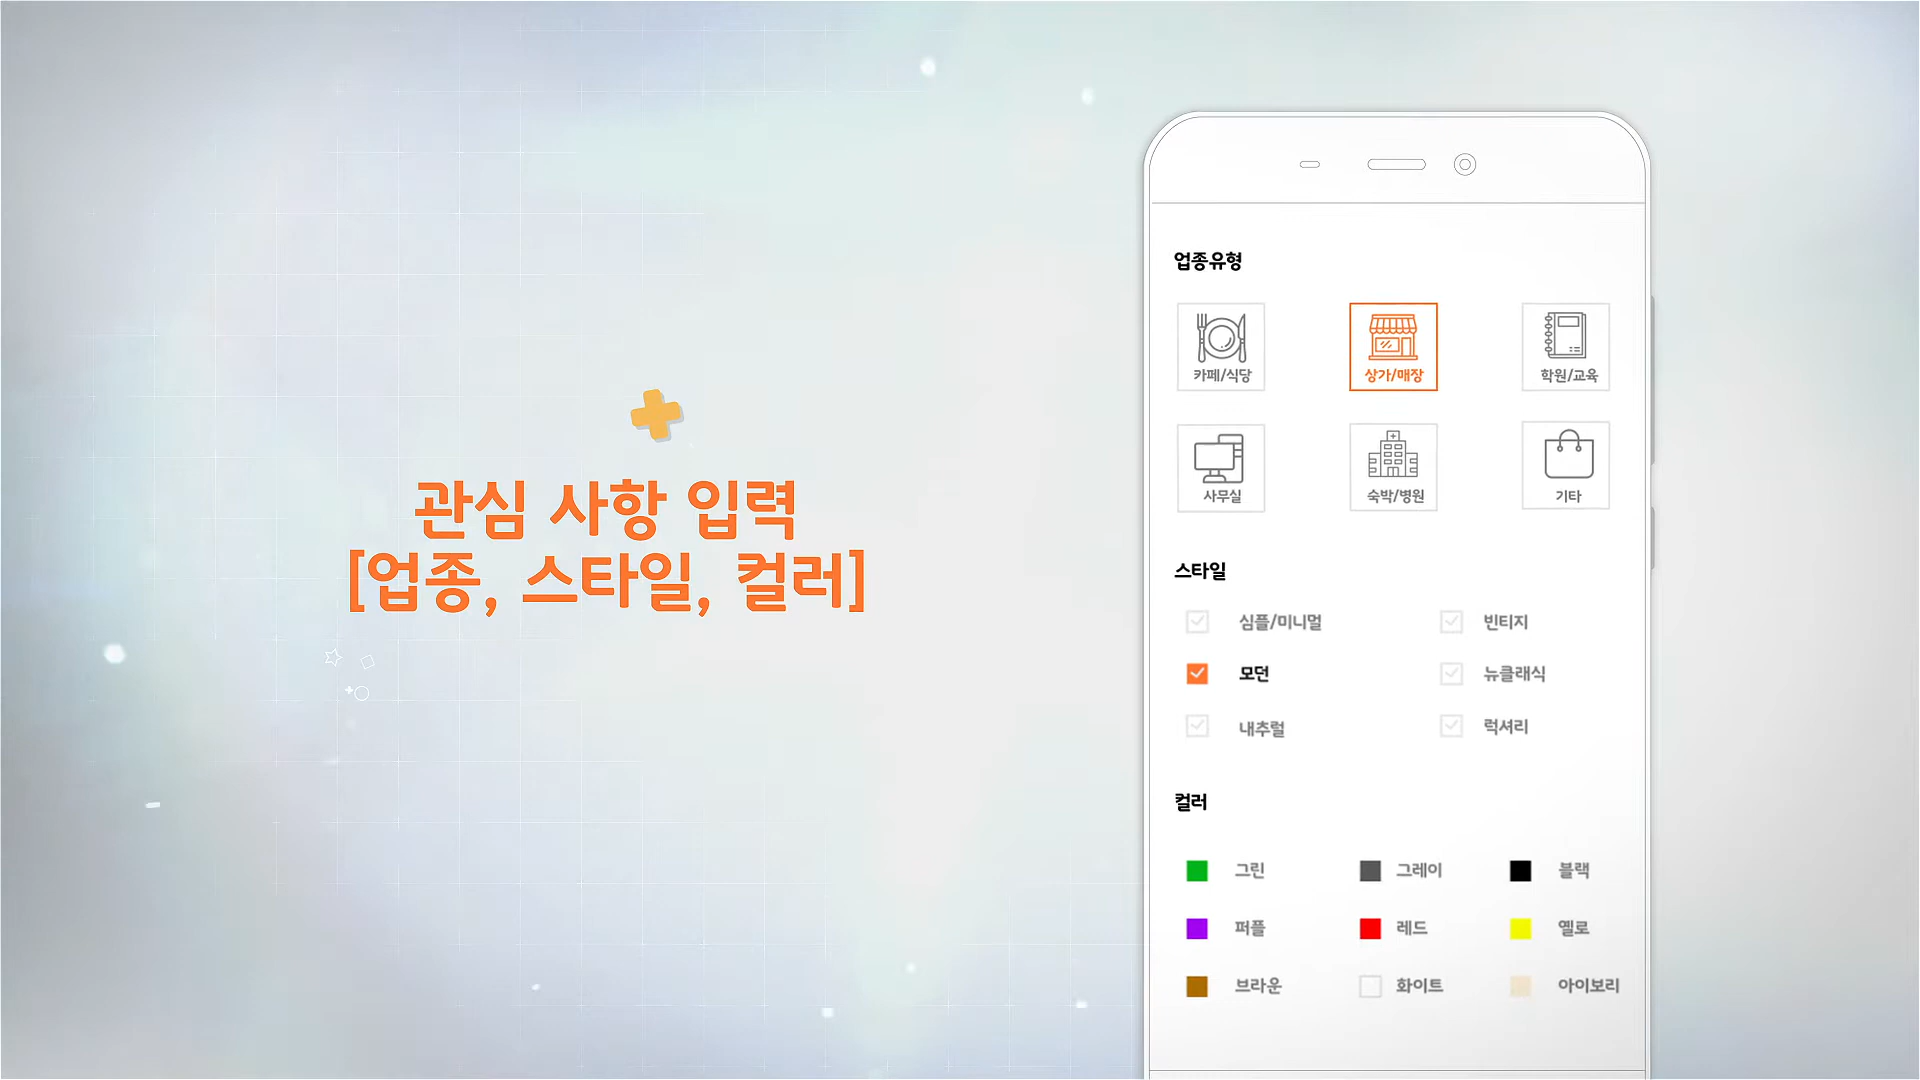 관심 사항 입력
[업종, 스타일, 컬러]
업종유형
카페/식당
상가/매장
학원/교육
사무실
숙박/병원
기타
스타일
심플/미니멀
빈티지
모던
뉴클래식
내추럴
럭셔리
컬러
그린
그레이
블랙
퍼플
레드
옐로
브라운
화이트
아이보리